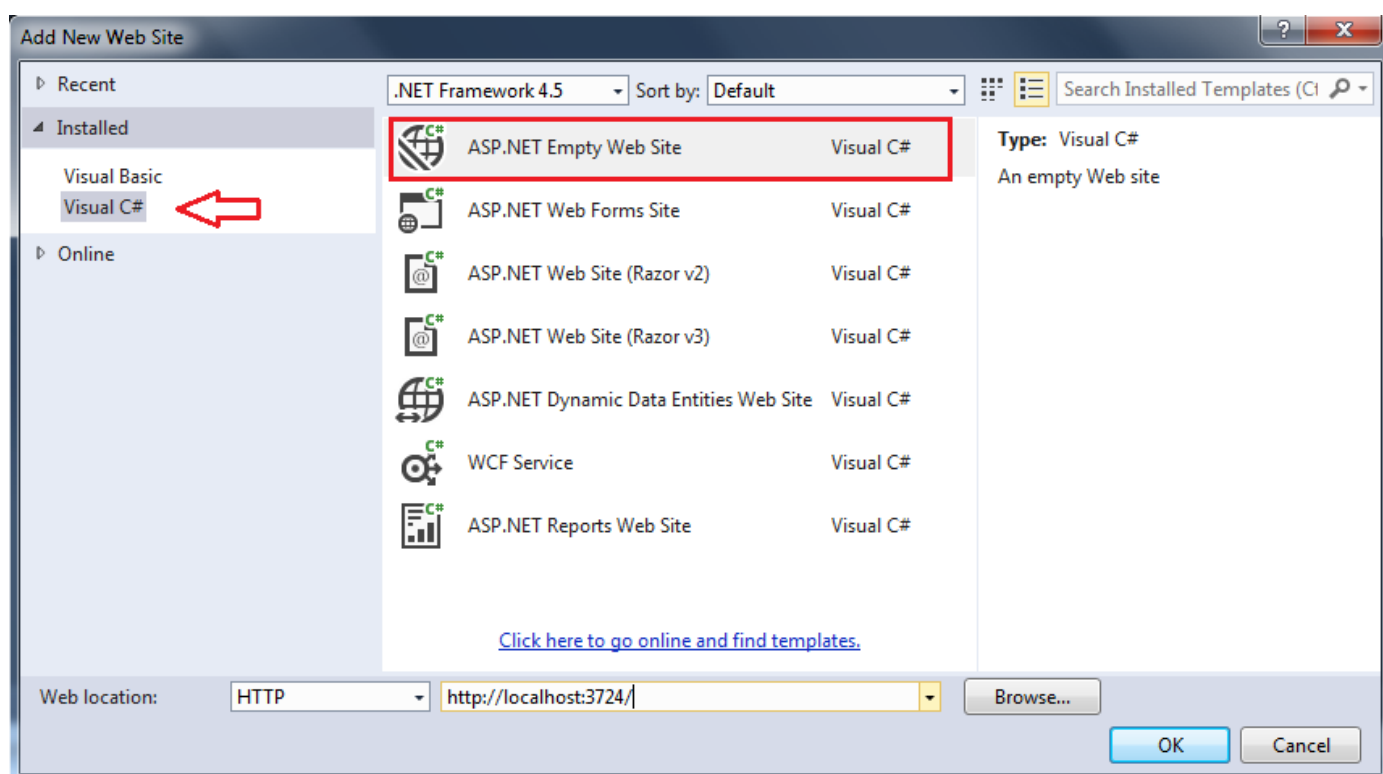 Add New Web Site
?
Recent
Installed
Visual Basic
Visual C#
Online
.NET Framework 4.5
Sort by: Default
Search Installed Templates (Ct
C#
ASP.NET Empty Web Site Visual C#
C#
ASP.NET Web Forms Site Visual C#
C#
@
ASP.NET Web Site (Razor v2) Visual C#
C#
@
ASP.NET Web Site (Razor v3) Visual C#
C#
ASP.NET Dynamic Data Entities Web Site Visual C#
C#
WCF Service Visual C#
C#
ASP.NET Reports Web Site Visual C#
Click here to go online and find templates.
Type: Visual C#
An empty Web site
Web location: HTTP http://localhost:3724/ Browse...
OK Cancel